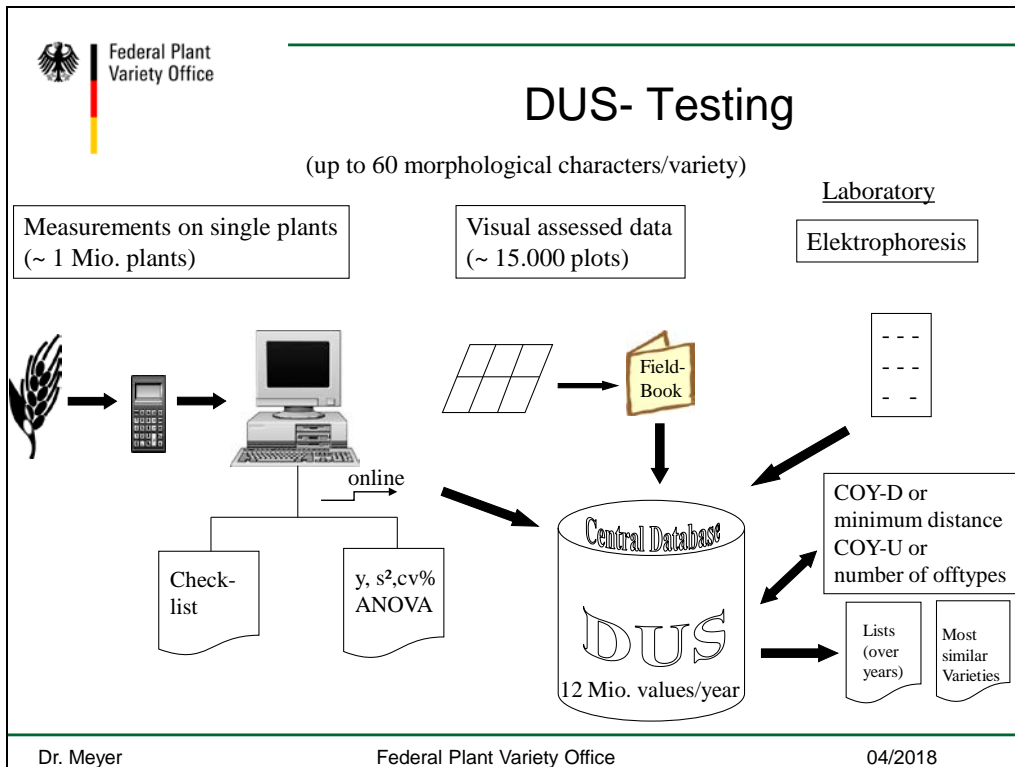 Federal Plant
Variety Office
DUS- Testing
(up to 60 morphological characters/variety)
Laboratory
Measurements on single plants
(~ 1 Mio. plants)
Visual assessed data
(~ 15.000 plots)
Elektrophoresis
Field-
Book
online
Check-
list
y, s²,cv%
ANOVA
Central Database
DUS
12 Mio. values/year
COY-D or
minimum distance
COY-U or
number of offtypes
Lists
(over
years)
Most
similar
Varieties
Dr. Meyer
Federal Plant Variety Office
04/2018